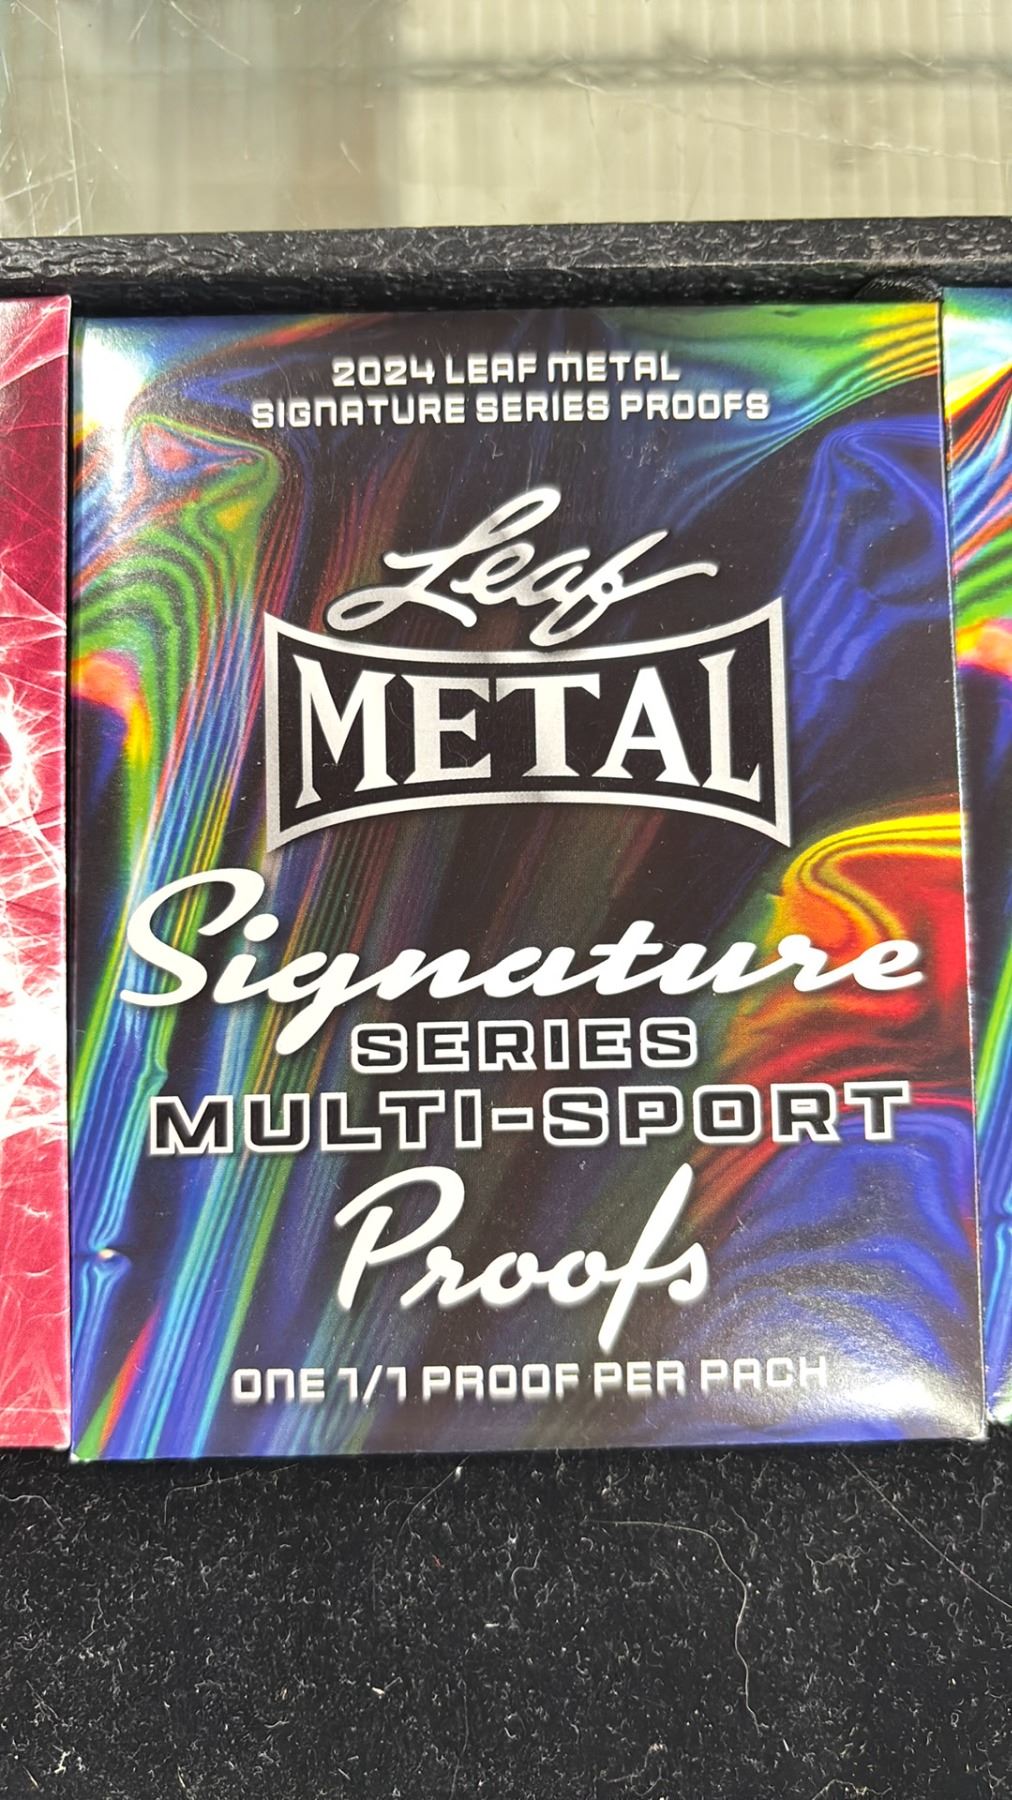 2024 LEAF METAL
SIGNATURE SERIES PROOFS
Leaf
METAL
Signature
SERIES
MULTI-SPORT
Proofs
ONE 1/1 PROOF PER PACK